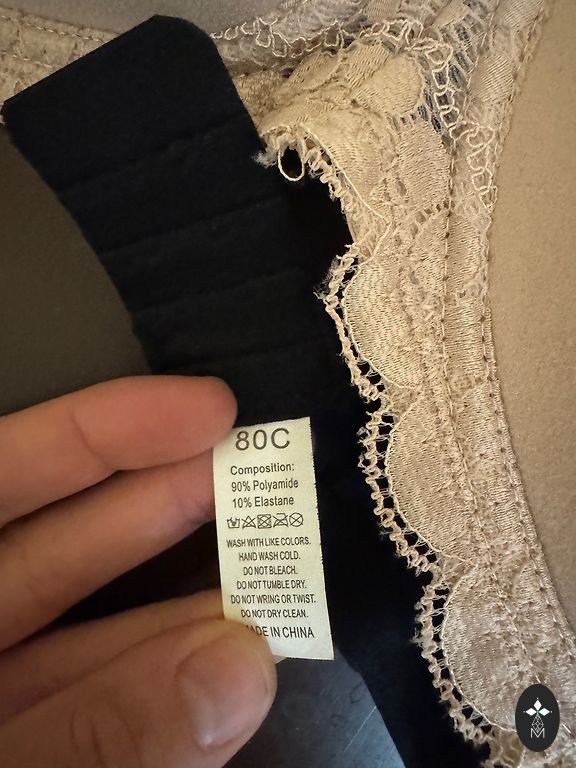 80C
Composition:
90% Polyamide
10% Elastane
WASH WITH LIKE COLORS.
HAND WASH COLD.
DO NOT BLEACH.
DO NOT TUMBLE DRY.
DO NOT WRING OR TWIST.
DO NOT DRY CLEAN.
MADE IN CHINA